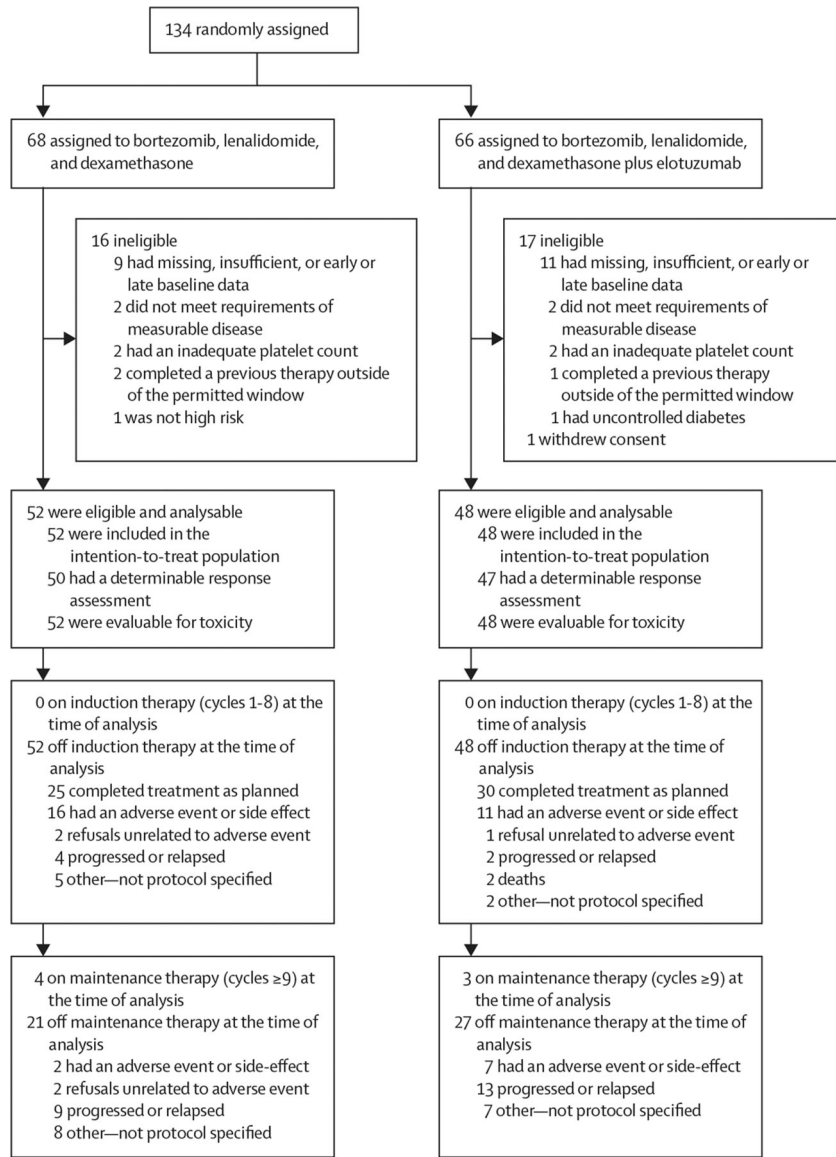 134 randomly assigned
68 assigned to bortezomib, lenalidomide,
and dexamethasone
66 assigned to bortezomib, lenalidomide,
and dexamethasone plus elotuzumab
16 ineligible
9 had missing, insufficient, or early or
late baseline data
2 did not meet requirements of
measurable disease
2 had an inadequate platelet count
2 completed a previous therapy outside
of the permitted window
1 was not high risk
17 ineligible
11 had missing, insufficient, or early or
late baseline data
2 did not meet requirements of
measurable disease
2 had an inadequate platelet count
1 completed a previous therapy
outside of the permitted window
1 had uncontrolled diabetes
1 withdrew consent
52 were eligible and analysable
52 were included in the
intention-to-treat population
50 had a determinable response
assessment
52 were evaluable for toxicity
48 were eligible and analysable
48 were included in the
intention-to-treat population
47 had a determinable response
assessment
48 were evaluable for toxicity
0 on induction therapy (cycles 1-8) at the
time of analysis
52 off induction therapy at the time of
analysis
25 completed treatment as planned
16 had an adverse event or side effect
2 refusals unrelated to adverse event
4 progressed or relapsed
5 other—not protocol specified
0 on induction therapy (cycles 1-8) at the
time of analysis
48 off induction therapy at the time of
analysis
30 completed treatment as planned
11 had an adverse event or side effect
1 refusal unrelated to adverse event
2 progressed or relapsed
2 deaths
2 other—not protocol specified
4 on maintenance therapy (cycles ≥9) at
the time of analysis
21 off maintenance therapy at the time of
analysis
2 had an adverse event or side-effect
2 refusals unrelated to adverse event
9 progressed or relapsed
8 other—not protocol specified
3 on maintenance therapy (cycles ≥9) at
the time of analysis
27 off maintenance therapy at the time of
analysis
7 had an adverse event or side-effect
13 progressed or relapsed
7 other—not protocol specified